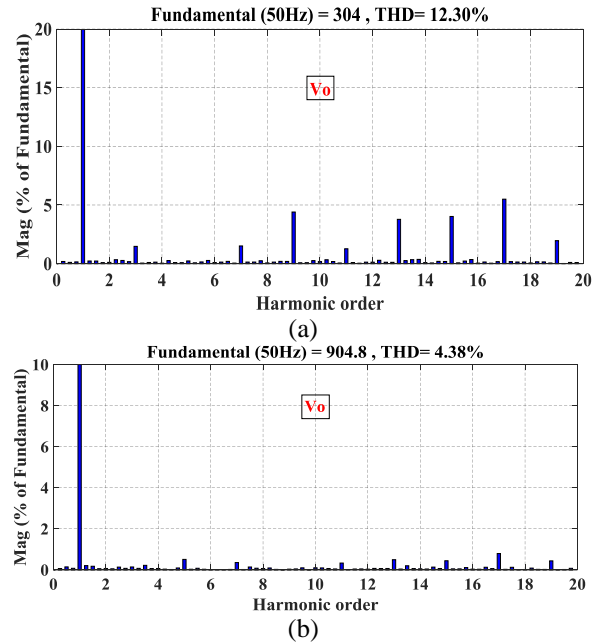 Fundamental (50Hz) = 304 , THD= 12.30%
20
15
10
5
0
Mag (% of Fundamental)
Vo
0 2 4 6 8 10 12 14 16 18 20
Harmonic order
(a)
Fundamental (50Hz) = 904.8 , THD= 4.38%
10
8
6
4
2
0
Mag (% of Fundamental)
Vo
0 2 4 6 8 10 12 14 16 18 20
Harmonic order
(b)